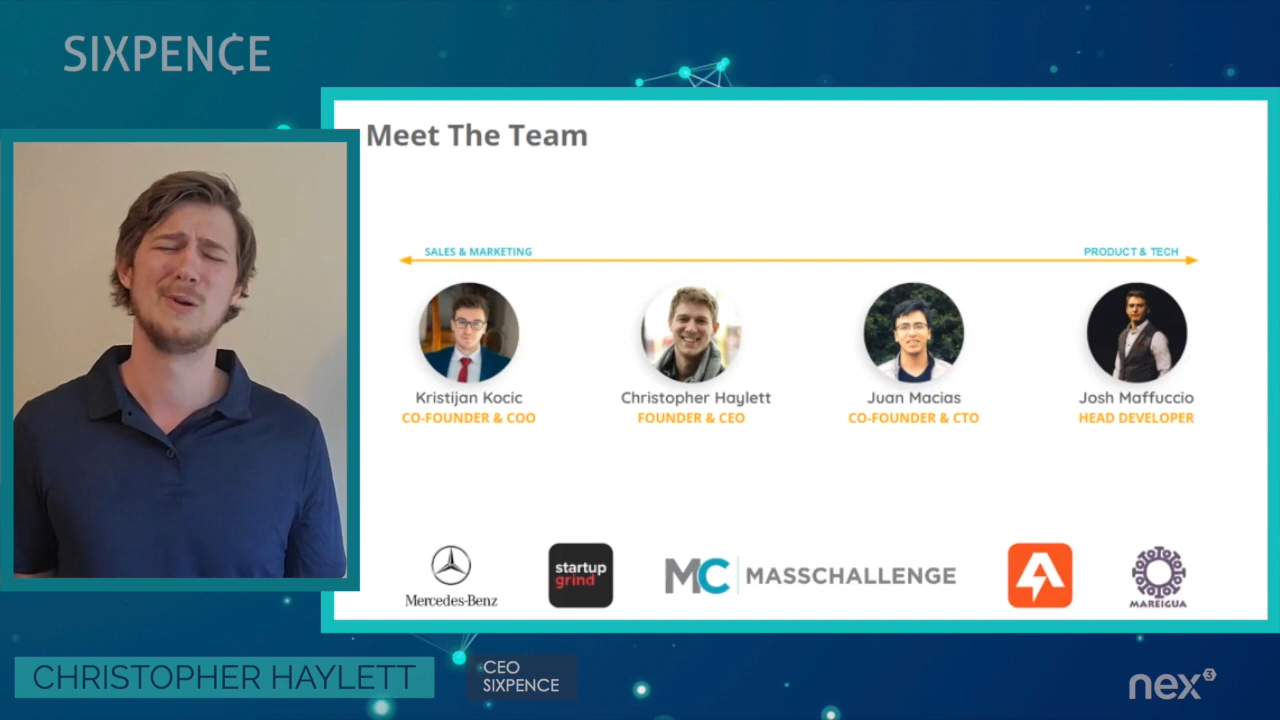 SIXPEN¢E
Meet The Team
SALES & MARKETING
PRODUCT & TECH
Kristijan Kocic
CO-FOUNDER & COO
Christopher Haylett
FOUNDER & CEO
Juan Macias
CO-FOUNDER & CTO
Josh Maffuccio
HEAD DEVELOPER
Mercedes-Benz
startup
grind
MC MASSCHALLENGE
MAREIGUA
CHRISTOPHER HAYLETT
CEO
SIXPENCE
nex3